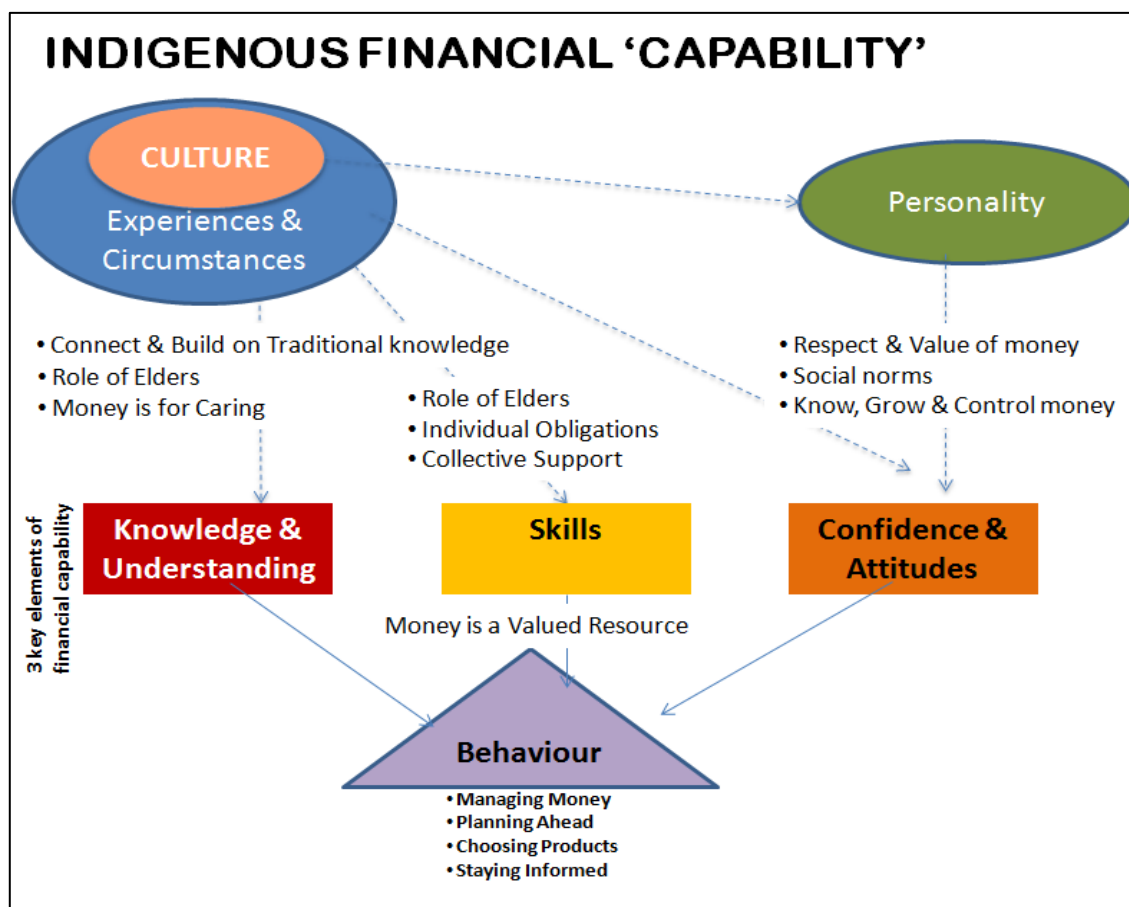 INDIGENOUS FINANCIAL ‘CAPABILITY’
CULTURE
Experiences &
Circumstances
Personality
• Connect & Build on Traditional knowledge
• Role of Elders
• Money is for Caring
• Role of Elders
• Individual Obligations
• Collective Support
• Respect & Value of money
• Social norms
• Know, Grow & Control money
3 key elements of
financial capability
Knowledge &
Understanding
Skills
Confidence &
Attitudes
Money is a Valued Resource
Behaviour
• Managing Money
• Planning Ahead
• Choosing Products
• Staying Informed